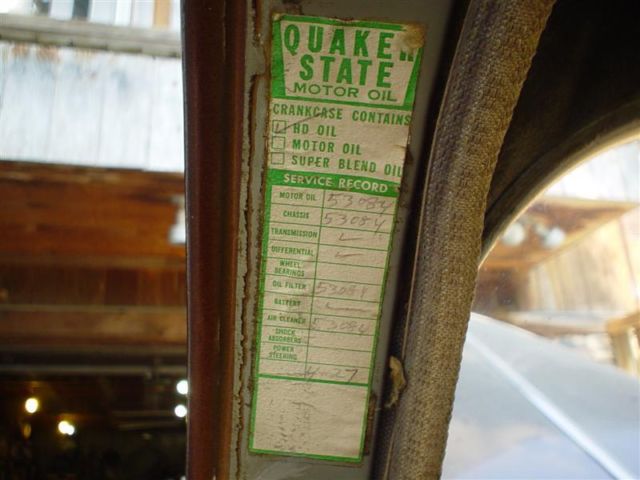 QUAKER
STATE
MOTOR OIL
CRANKCASE CONTAINS
HD OIL
MOTOR OIL
SUPER BLEND OIL
SERVICE RECORD
MOTOR OIL 53084
CHASSIS 53084
TRANSMISSION ✓
DIFFERENTIAL ✓
WHEEL BEARINGS
OIL FILTER 53084
BATTERY ✓
AIR CLEANER 53084
SHOCK ABSORBERS
POWER STEERING
4-27